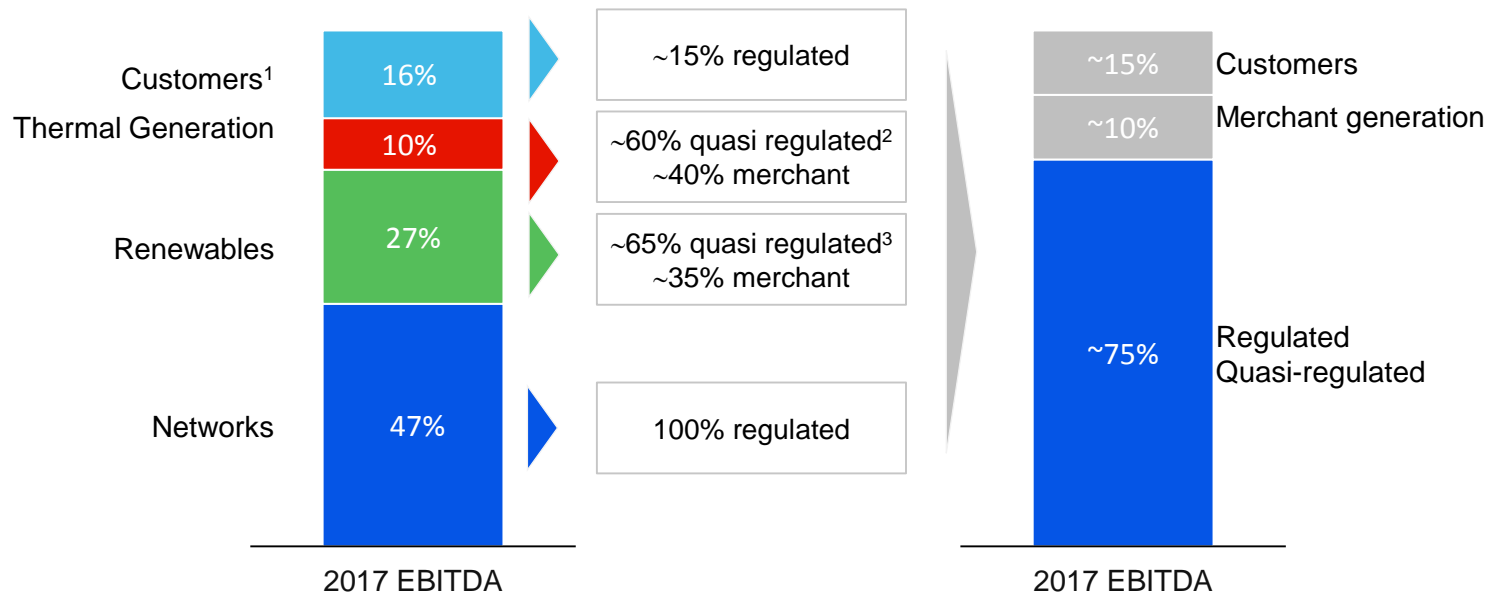 Customers¹
16%
~15% regulated
Thermal Generation
10%
~60% quasi regulated²
~40% merchant
Renewables
27%
~65% quasi regulated³
~35% merchant
Networks
47%
100% regulated
2017 EBITDA
~15%
Customers
~10%
Merchant generation
~75%
Regulated
Quasi-regulated
2017 EBITDA